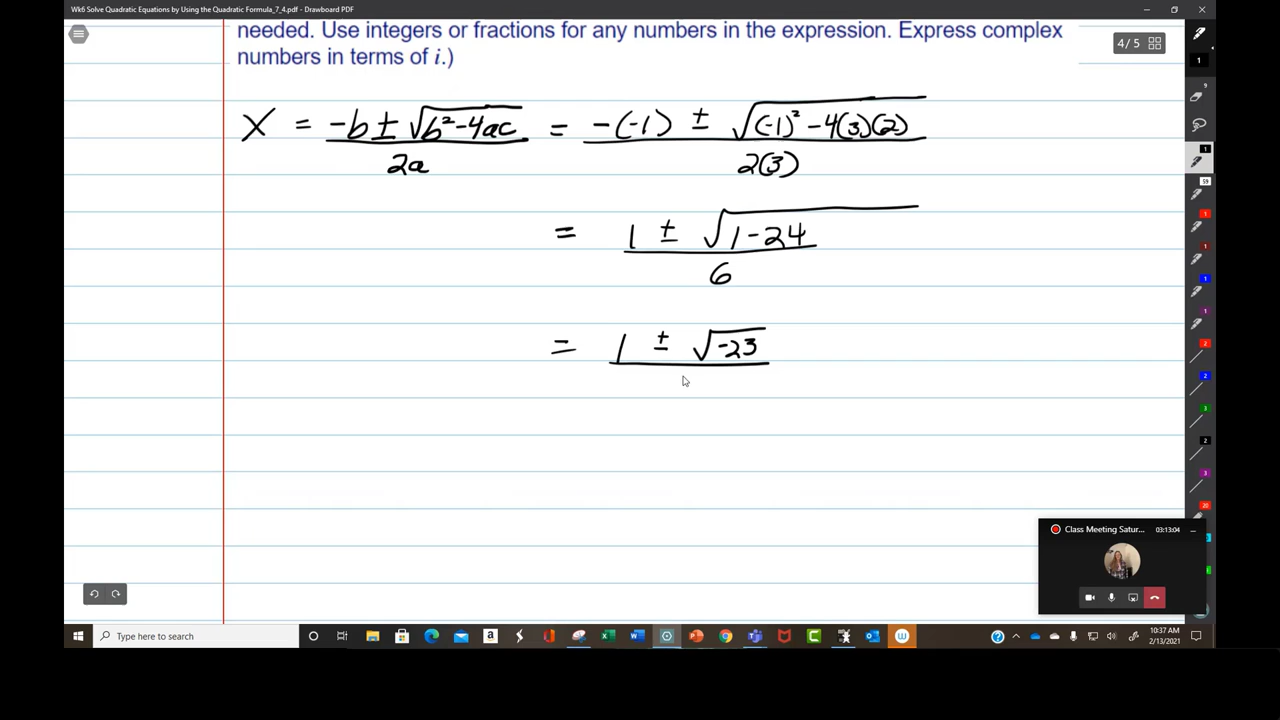 Wk6 Solve Quadratic Equations by Using the Quadratic Formula_7_4.pdf - Drawboard PDF
needed. Use integers or fractions for any numbers in the expression. Express complex
numbers in terms of i.)
4 / 5
X = -b ± √(b² - 4ac) / 2a = -(-1) ± √((-1)² - 4(3)(2)) / 2(3)
= 1 ± √(1 - 24) / 6
= 1 ± √(-23)
Class Meeting Satur... 03:13:04
Type here to search
10:37 AM
2/13/2021